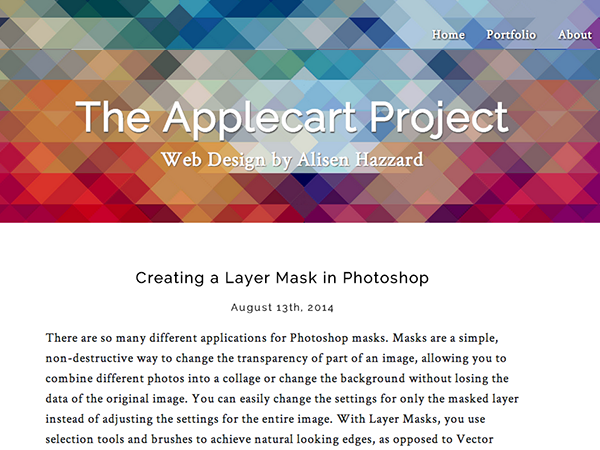 Home Portfolio About
The Applecart Project
Web Design by Alisen Hazzard
Creating a Layer Mask in Photoshop
August 13th, 2014
There are so many different applications for Photoshop masks. Masks are a simple,
non-destructive way to change the transparency of part of an image, allowing you to
combine different photos into a collage or change the background without losing the
data of the original image. You can easily change the settings for only the masked layer
instead of adjusting the settings for the entire image. With Layer Masks, you use
selection tools and brushes to achieve natural looking edges, as opposed to Vector